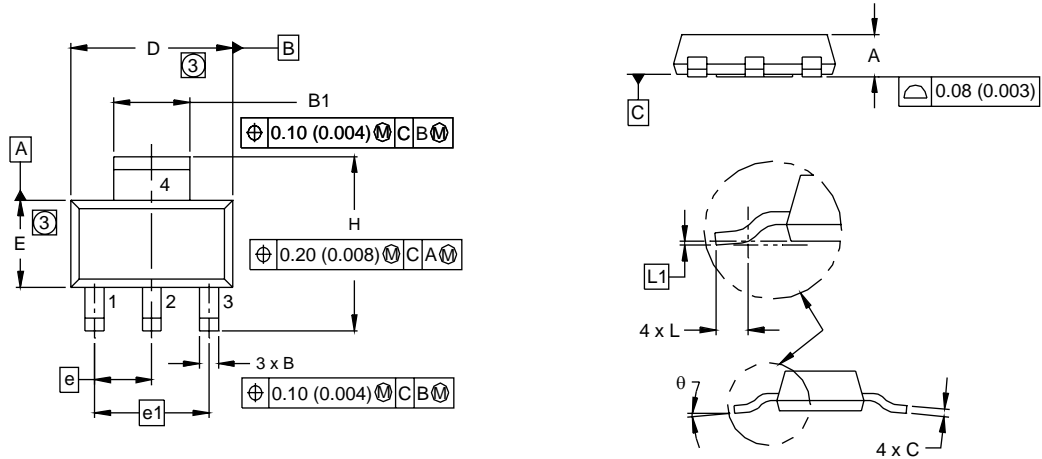 D
B
3
B1
⌖ 0.10 (0.004) Ⓜ C B Ⓜ
A
4
3
E
H
⌖ 0.20 (0.008) Ⓜ C A Ⓜ
1 2 3
3 x B
e
⌖ 0.10 (0.004) Ⓜ C B Ⓜ
e1
A
C
⌓ 0.08 (0.003)
L1
4 x L
θ
4 x C